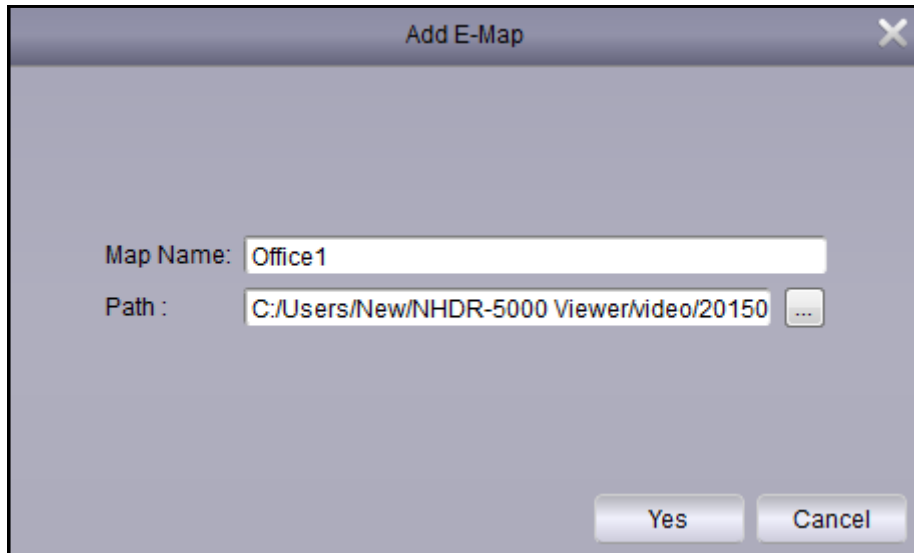 Add E-Map
Map Name: Office1
Path : C:/Users/New/NHDR-5000 Viewer/video/20150 ...
Yes Cancel